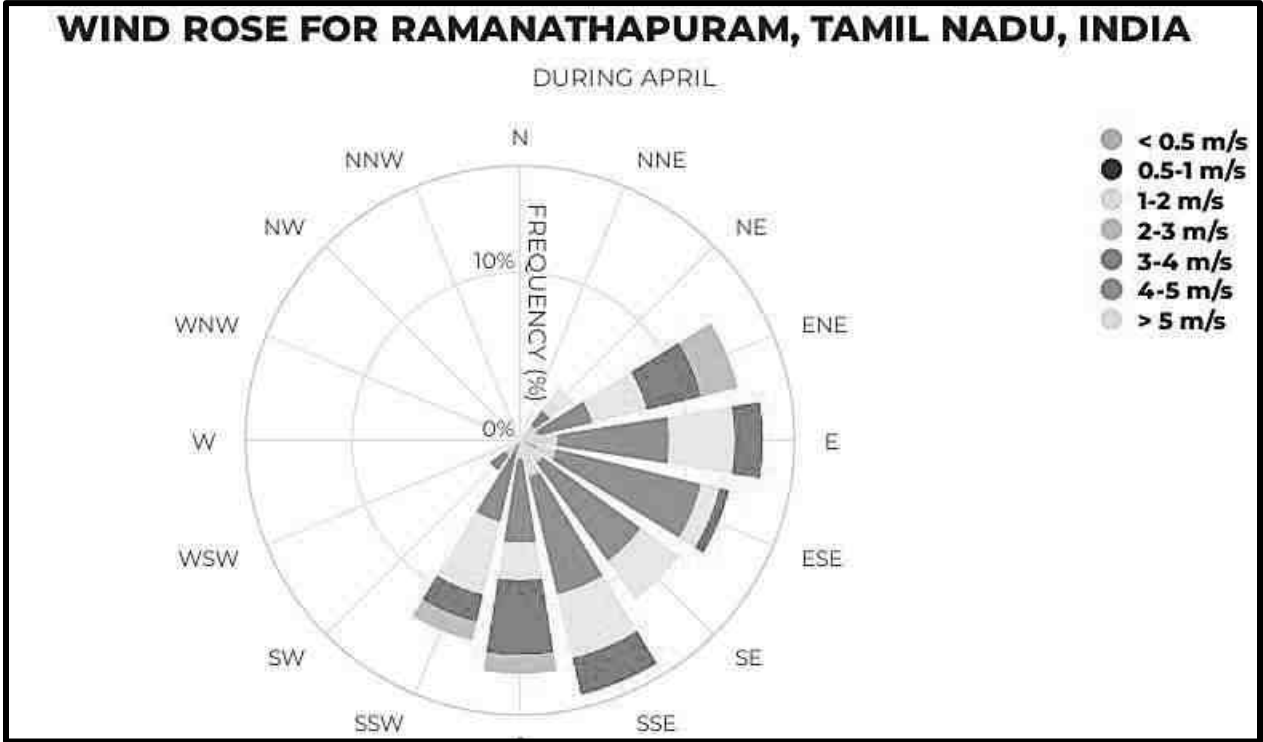 WIND ROSE FOR RAMANATHAPURAM, TAMIL NADU, INDIA
DURING APRIL
N
NNW
NNE
NW
NE
WNW
ENE
W
E
WSW
ESE
SW
SE
SSW
SSE
FREQUENCY (%)
10%
0%
< 0.5 m/s
0.5-1 m/s
1-2 m/s
2-3 m/s
3-4 m/s
4-5 m/s
> 5 m/s